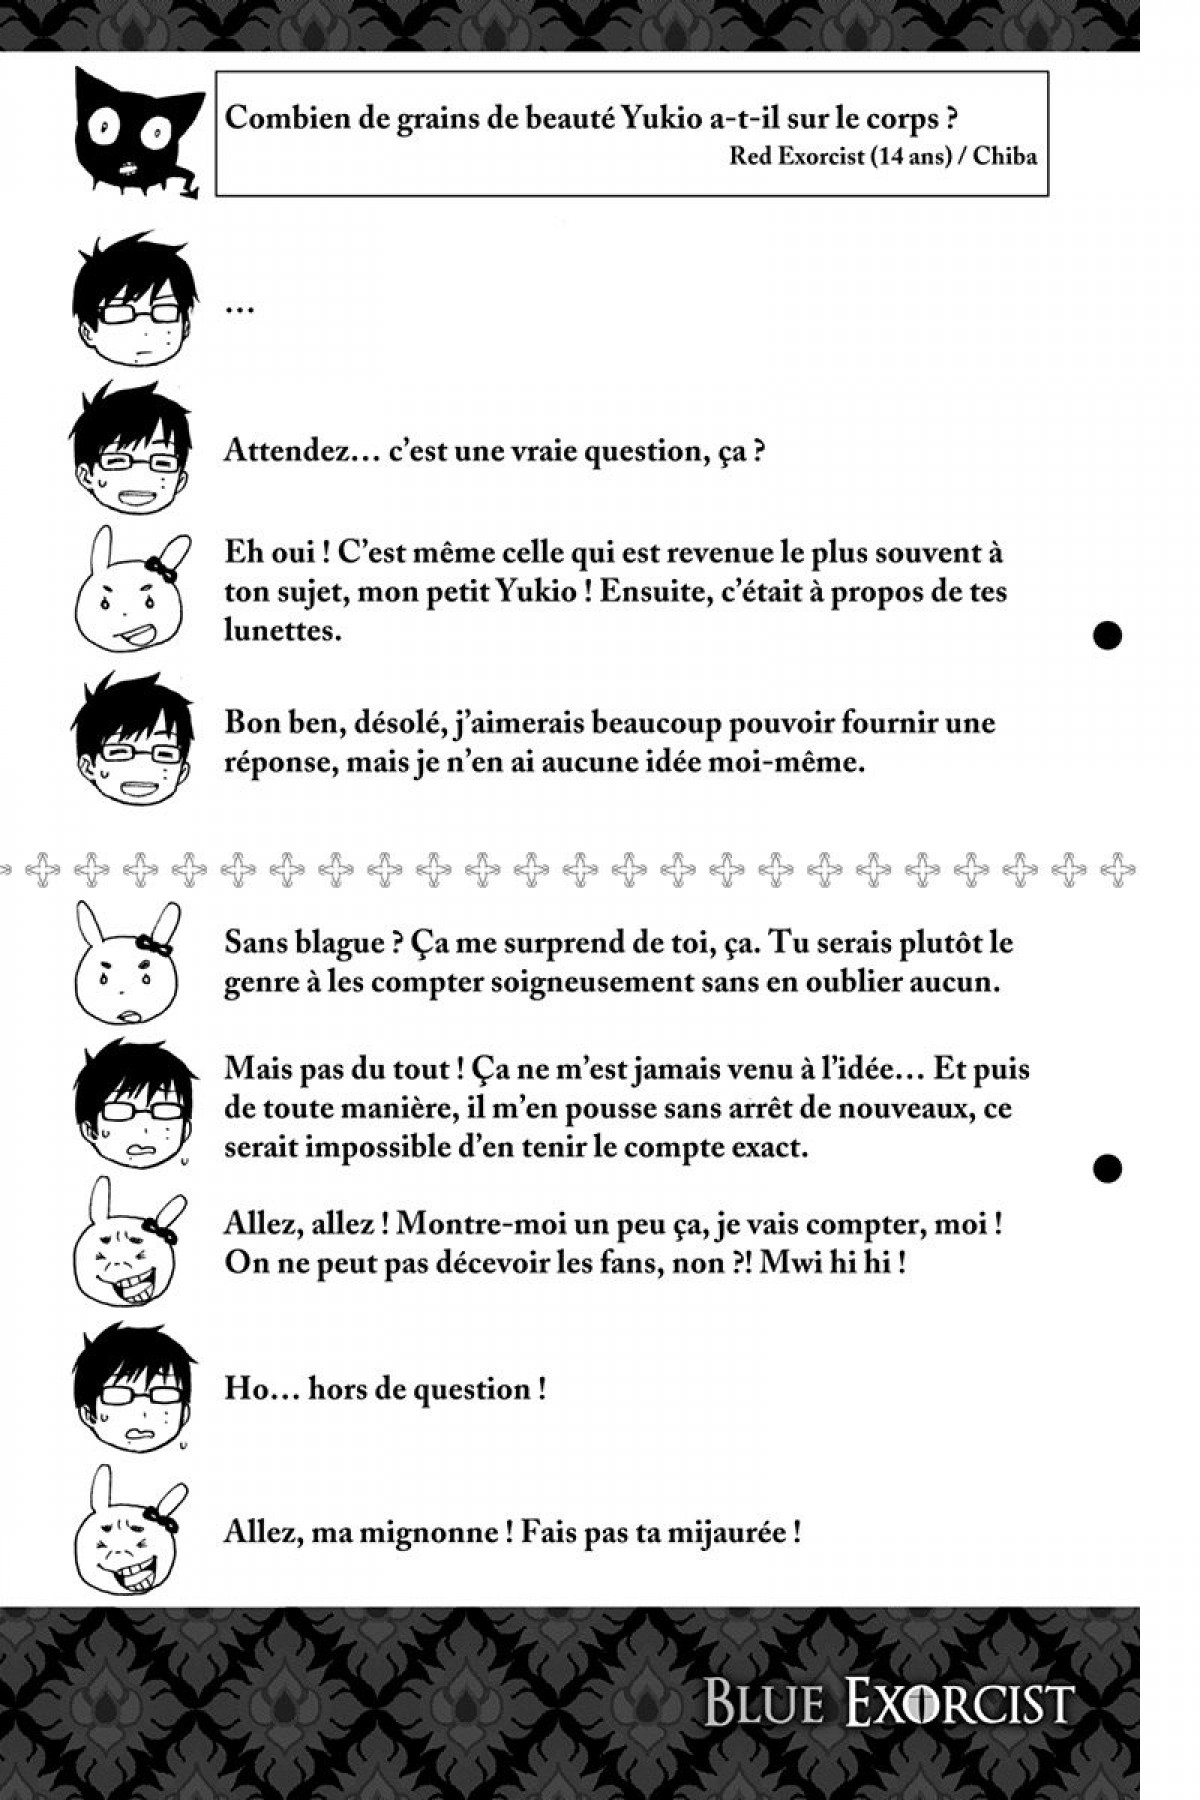 Combien de grains de beauté Yukio a-t-il sur le corps ?
Red Exorcist (14 ans) / Chiba
…
Attendez… c’est une vraie question, ça ?
Eh oui ! C’est même celle qui est revenue le plus souvent à
ton sujet, mon petit Yukio ! Ensuite, c’était à propos de tes
lunettes.
Bon ben, désolé, j’aimerais beaucoup pouvoir fournir une
réponse, mais je n’en ai aucune idée moi-même.
Sans blague ? Ça me surprend de toi, ça. Tu serais plutôt le
genre à les compter soigneusement sans en oublier aucun.
Mais pas du tout ! Ça ne m’est jamais venu à l’idée… Et puis
de toute manière, il m’en pousse sans arrêt de nouveaux, ce
serait impossible d’en tenir le compte exact.
Allez, allez ! Montre-moi un peu ça, je vais compter, moi !
On ne peut pas décevoir les fans, non ?! Mwi hi hi !
Ho… hors de question !
Allez, ma mignonne ! Fais pas ta mijaurée !
BLUE EXORCIST